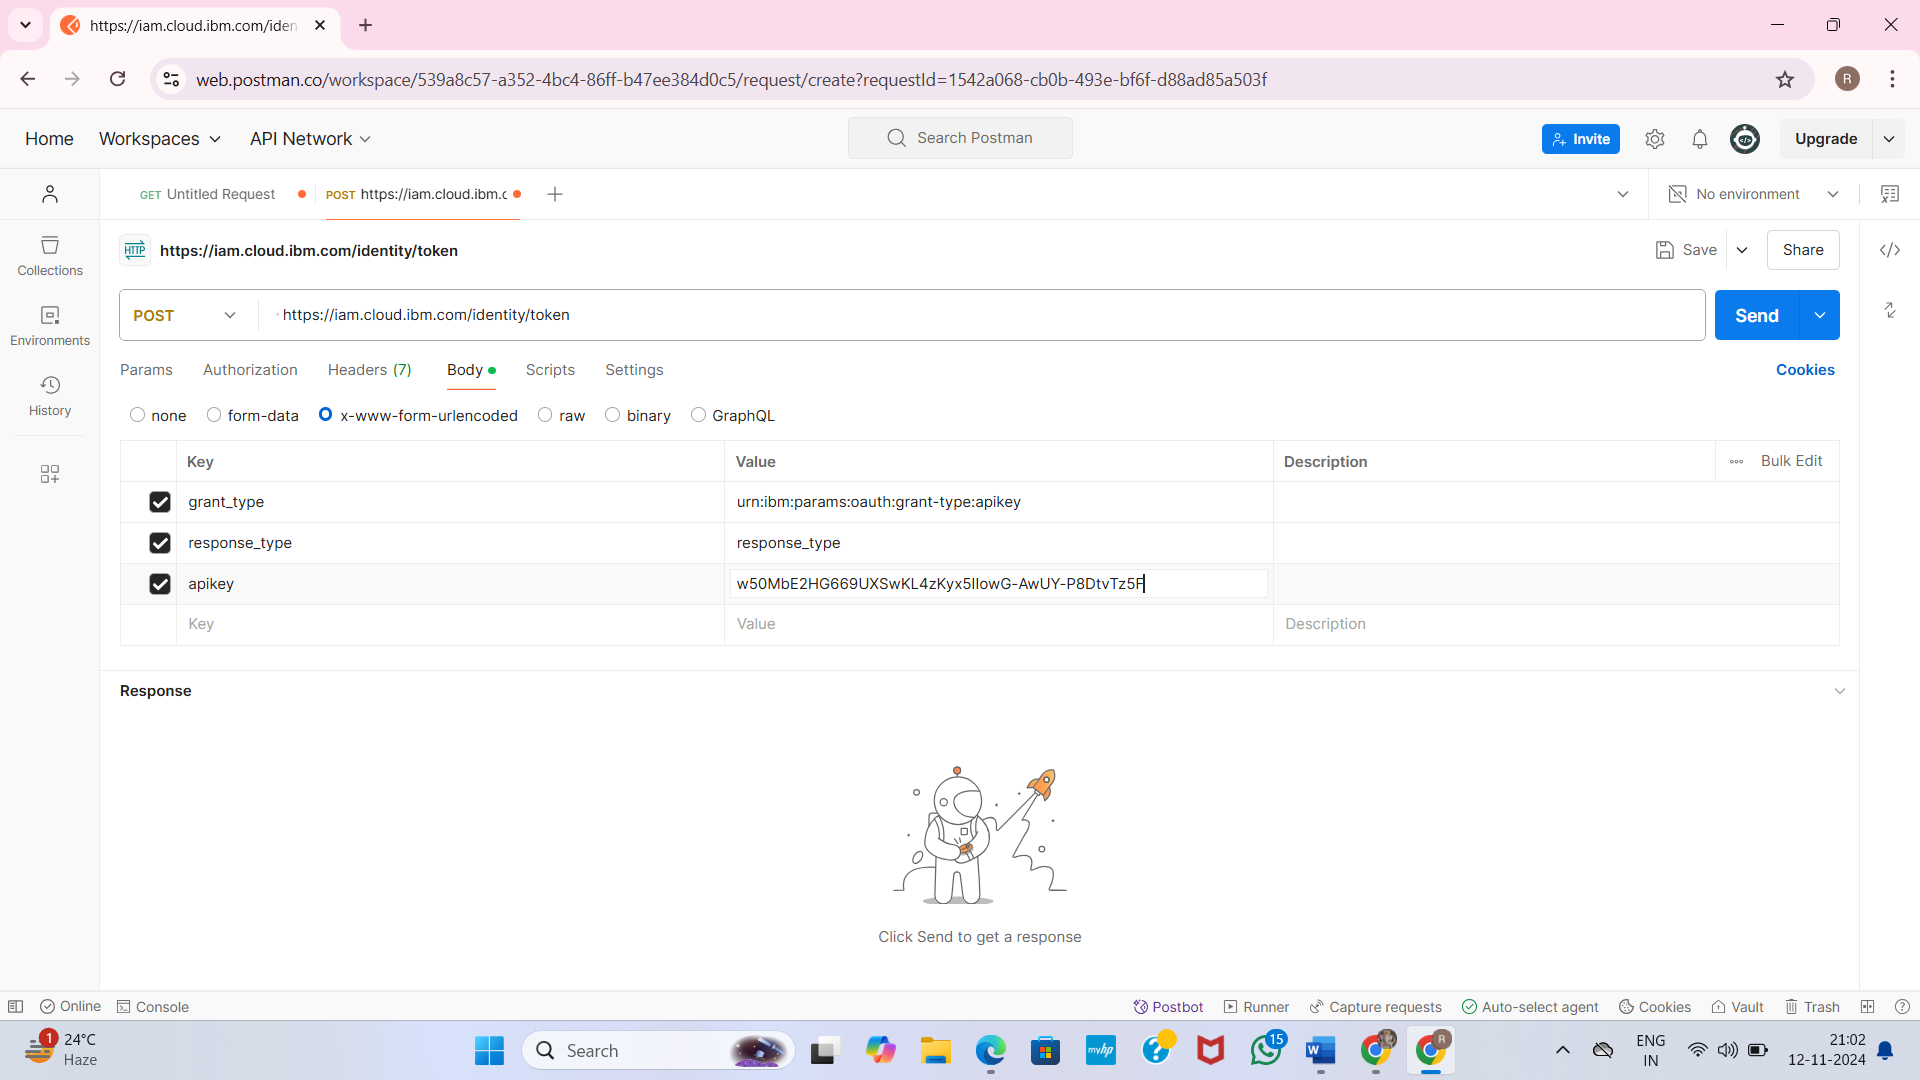 https://iam.cloud.ibm.com/iden
web.postman.co/workspace/539a8c57-a352-4bc4-86ff-b47ee384d0c5/request/create?requestId=1542a068-cb0b-493e-bf6f-d88ad85a503f
R
Home Workspaces API Network Search Postman Invite Upgrade
GET Untitled Request POST https://iam.cloud.ibm.c No environment
HTTP https://iam.cloud.ibm.com/identity/token Save Share
POST https://iam.cloud.ibm.com/identity/token Send
Params Authorization Headers (7) Body Scripts Settings Cookies
none form-data x-www-form-urlencoded raw binary GraphQL
Key Value Description Bulk Edit
grant_type urn:ibm:params:oauth:grant-type:apikey
response_type response_type
apikey w50MbE2HG669UXSwKL4zKyx5IIowG-AwUY-P8DtvTz5F
Key Value Description
Collections
Environments
History
Response
Click Send to get a response
Online Console Postbot Runner Capture requests Auto-select agent Cookies Vault Trash
1 24°C
Haze
Search
myhp
15
R
ENG
IN
21:02
12-11-2024